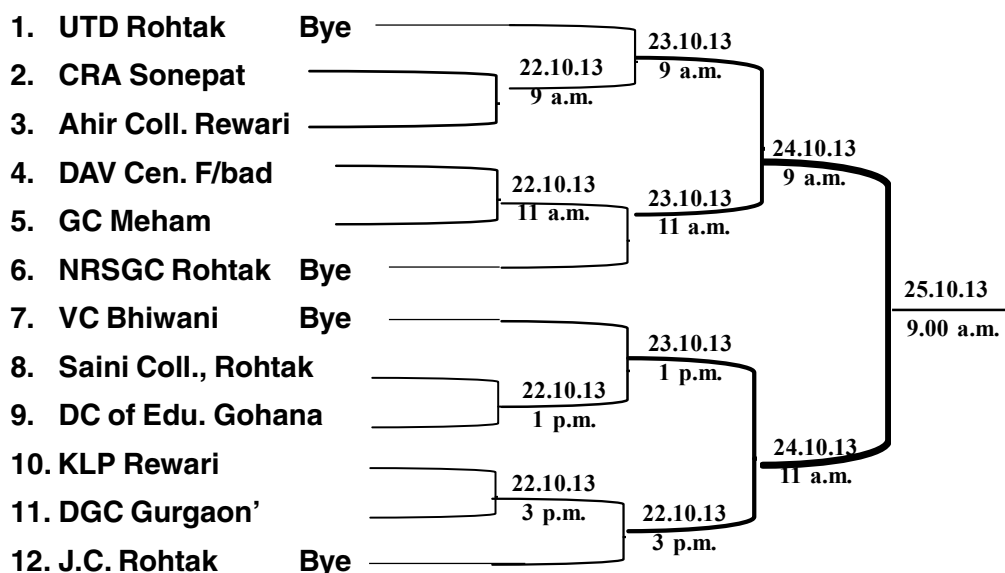 1. UTD Rohtak Bye
2. CRA Sonepat
3. Ahir Coll. Rewari
4. DAV Cen. F/bad
5. GC Meham
6. NRSGC Rohtak Bye
7. VC Bhiwani Bye
8. Saini Coll., Rohtak
9. DC of Edu. Gohana
10. KLP Rewari
11. DGC Gurgaon’
12. J.C. Rohtak Bye
22.10.13
9 a.m.
22.10.13
11 a.m.
22.10.13
1 p.m.
22.10.13
3 p.m.
23.10.13
9 a.m.
23.10.13
11 a.m.
23.10.13
1 p.m.
22.10.13
3 p.m.
24.10.13
9 a.m.
24.10.13
11 a.m.
25.10.13
9.00 a.m.